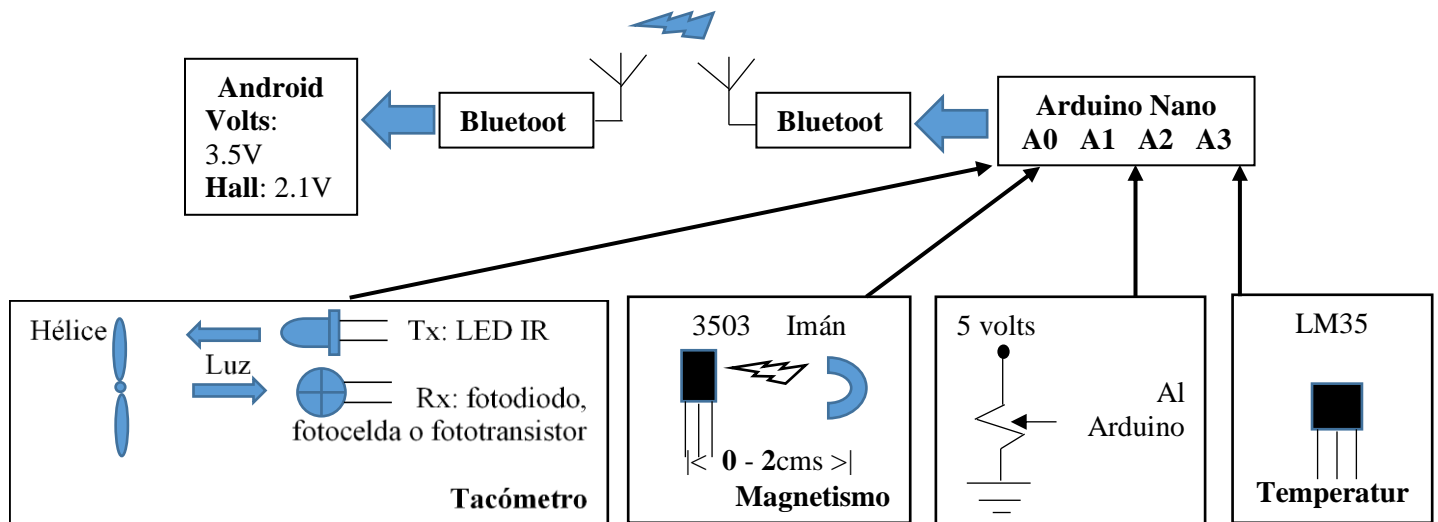 Android
Volts:
3.5V
Hall: 2.1V
Bluetoot
Bluetoot
Arduino Nano
A0 A1 A2 A3
Hélice
Tx: LED IR
Luz
Rx: fotodiodo,
fotocelda o fototransistor
Tacómetro
3503 Imán
|< 0 - 2cms >|
Magnetismo
5 volts
Al
Arduino
LM35
Temperatur